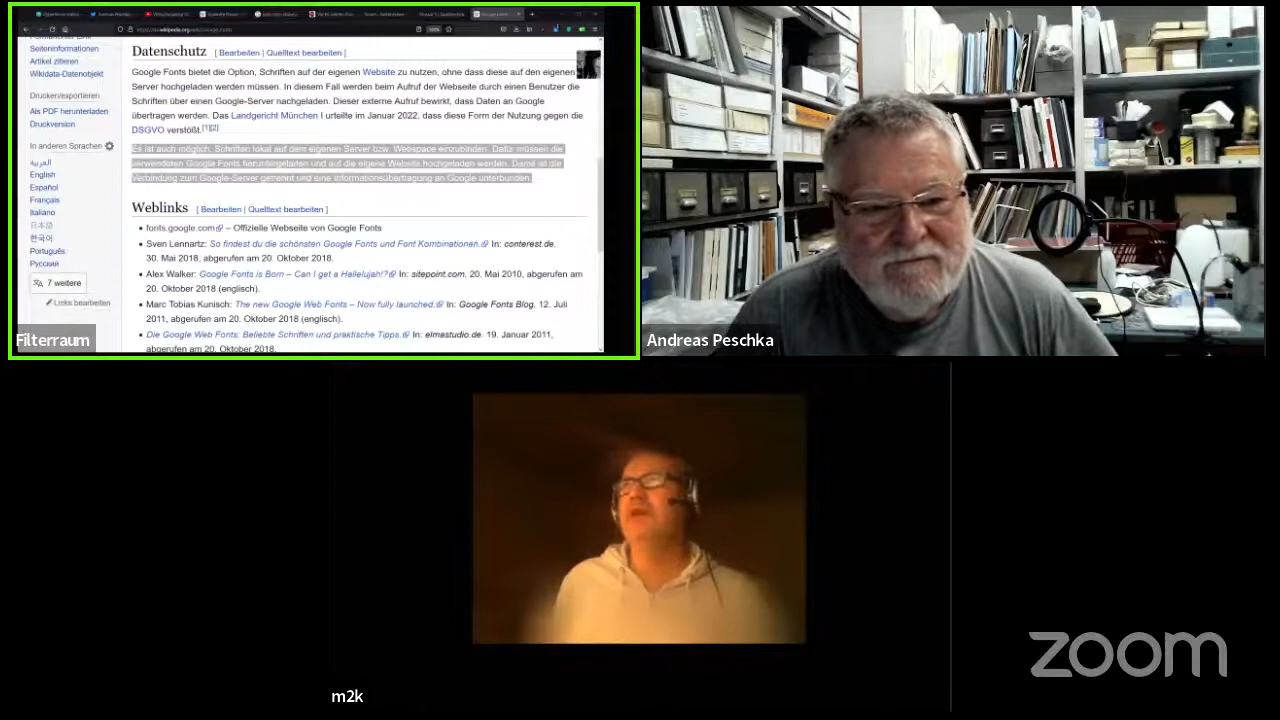 Seiteninformationen
Artikel zitieren
Wikidata-Datenobjekt
Drucken/exportieren
Als PDF herunterladen
Druckversion
In anderen Sprachen
العربية
English
Español
Français
Italiano
日本語
한국어
Português
Русский
7 weitere
Links bearbeiten
Datenschutz [ Bearbeiten | Quelltext bearbeiten ]
Google Fonts bietet die Option, Schriften auf der eigenen Website zu nutzen, ohne dass diese auf den eigenen
Server hochgeladen werden müssen. In diesem Fall werden beim Aufruf der Webseite durch einen Benutzer die
Schriften über einen Google-Server nachgeladen. Dieser externe Aufruf bewirkt, dass Daten an Google
übertragen werden. Das Landgericht München I urteilte im Januar 2022, dass diese Form der Nutzung gegen die
DSGVO verstößt.[1][2]
Es ist auch möglich, Schriften lokal auf dem eigenen Server bzw. Webspace einzubinden. Dafür müssen die
verwendeten Google Fonts heruntergeladen und auf die eigene Website hochgeladen werden. Damit ist die
Verbindung zum Google-Server getrennt und eine Informationsübertragung an Google unterbunden.
Weblinks [ Bearbeiten | Quelltext bearbeiten ]
• fonts.google.com – Offizielle Webseite von Google Fonts
• Sven Lennartz: So findest du die schönsten Google Fonts und Font Kombinationen. In: conterest.de.
30. Mai 2018, abgerufen am 20. Oktober 2018.
• Alex Walker: Google Fonts is Born – Can I get a Hallelujah!? In: sitepoint.com. 20. Mai 2010, abgerufen am
20. Oktober 2018 (englisch).
• Marc Tobias Kunisch: The new Google Web Fonts – Now fully launched. In: Google Fonts Blog. 12. Juli
2011, abgerufen am 20. Oktober 2018 (englisch).
• Die Google Web Fonts: Beliebte Schriften und praktische Tipps. In: elmastudio.de. 19. Januar 2011,
abgerufen am 20. Oktober 2018.
Filterraum
Andreas Peschka
m2k
zoom